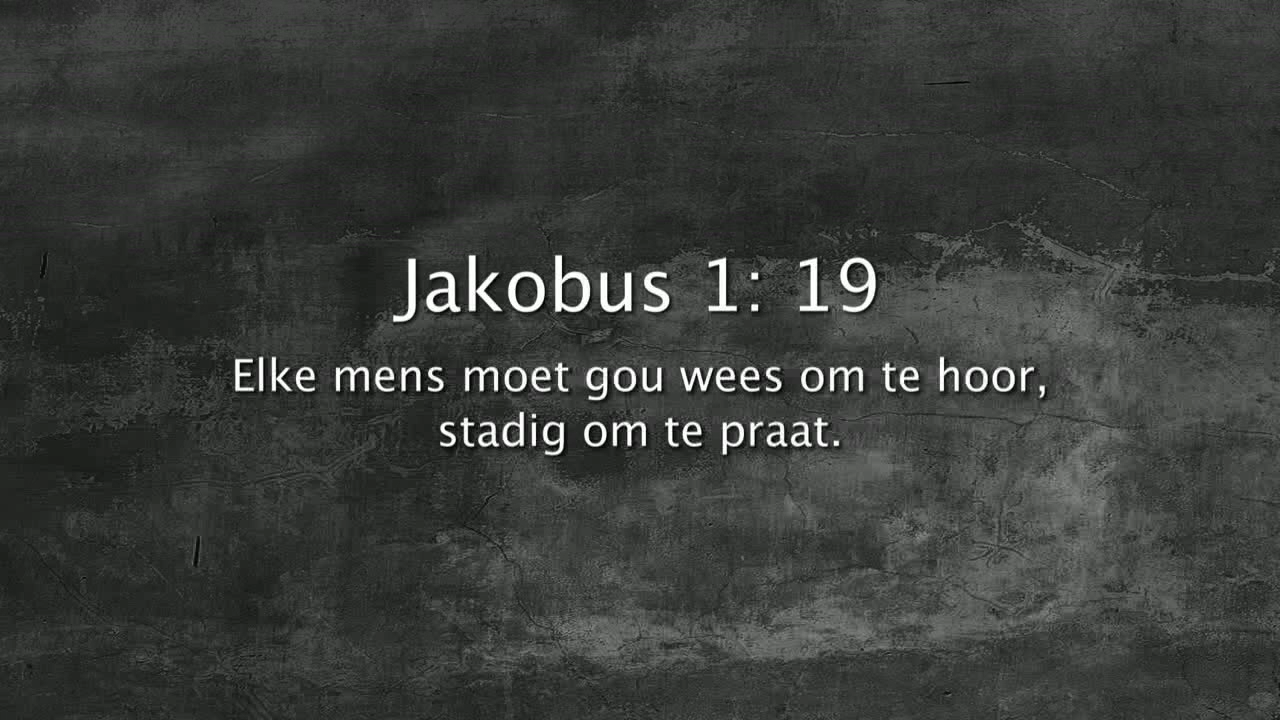 Jakobus 1: 19
Elke mens moet gou wees om te hoor,
stadig om te praat.